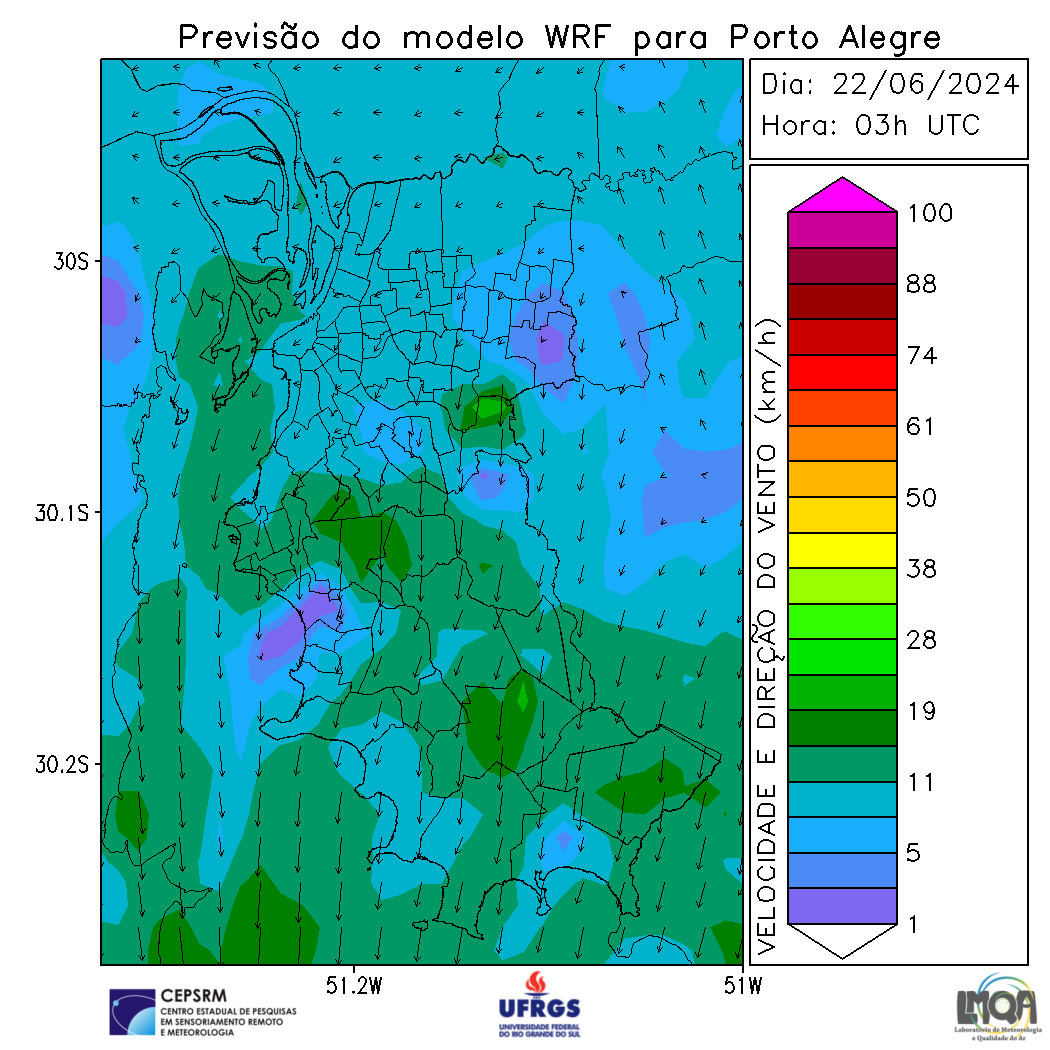 Previsão do modelo WRF para Porto Alegre
Dia: 22/06/2024
Hora: 03h UTC
30S
30.1S
30.2S
51.2W
51W
VELOCIDADE E DIREÇÃO DO VENTO (km/h)
100
88
74
61
50
38
28
19
11
5
1
CEPSRM
CENTRO ESTADUAL DE PESQUISAS
EM SENSORIAMENTO REMOTO
E METEOROLOGIA
UFRGS
UNIVERSIDADE FEDERAL
DO RIO GRANDE DO SUL
LMQA
Laboratório de Meteorologia
e Qualidade do Ar